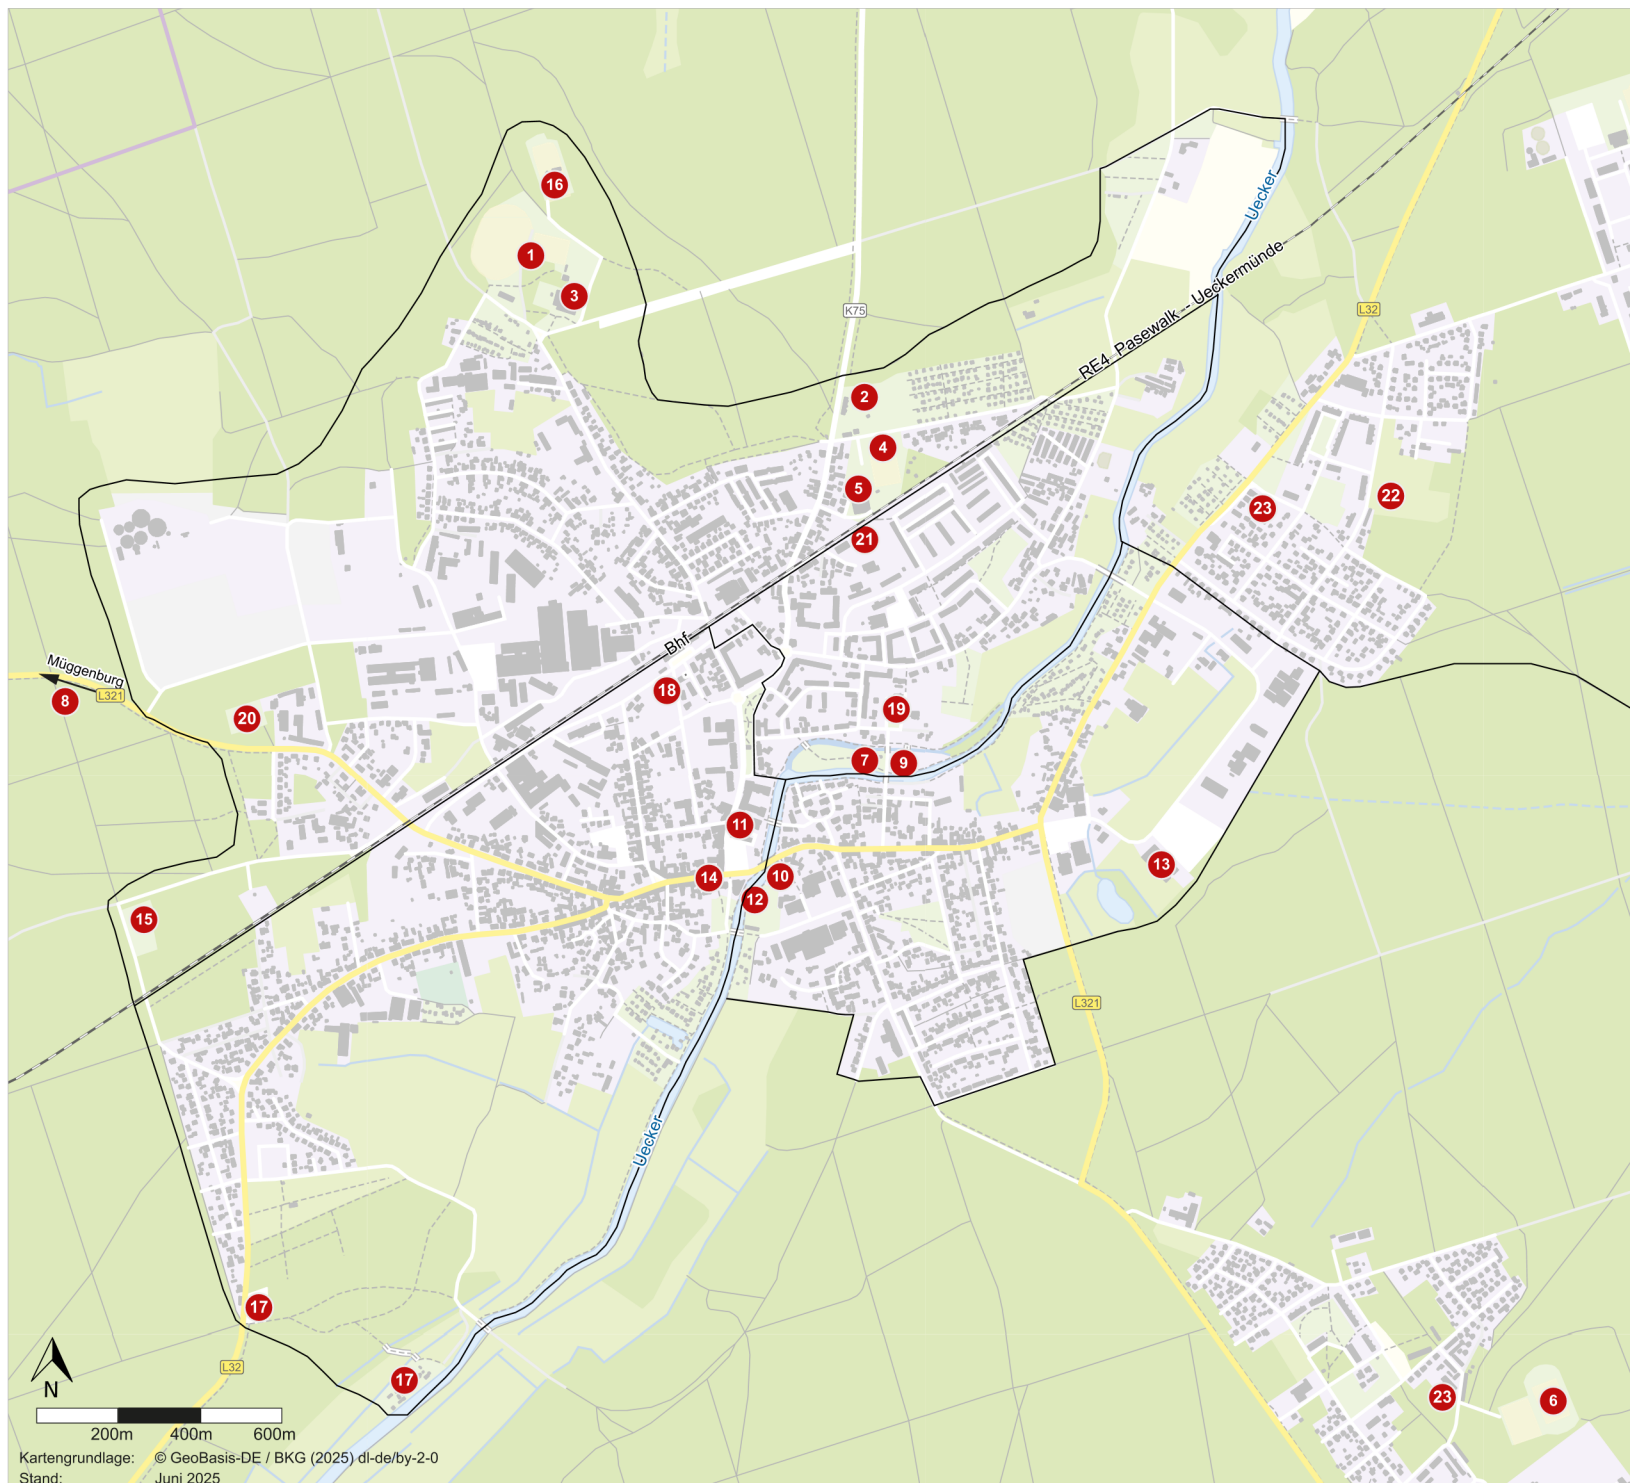 16
Uecker
1
3
K75
L32
RE4 Pasewalk - Ueckermünde
2
4
5
22
23
21
Bhf
Müggenburg
L321
8
18
20
19
7
9
11
13
14
10
12
15
L321
Uecker
17
L32
17
23
6
N
200m 400m 600m
Kartengrundlage: © GeoBasis-DE / BKG (2025) dl-de/by-2-0
Stand: Juni 2025